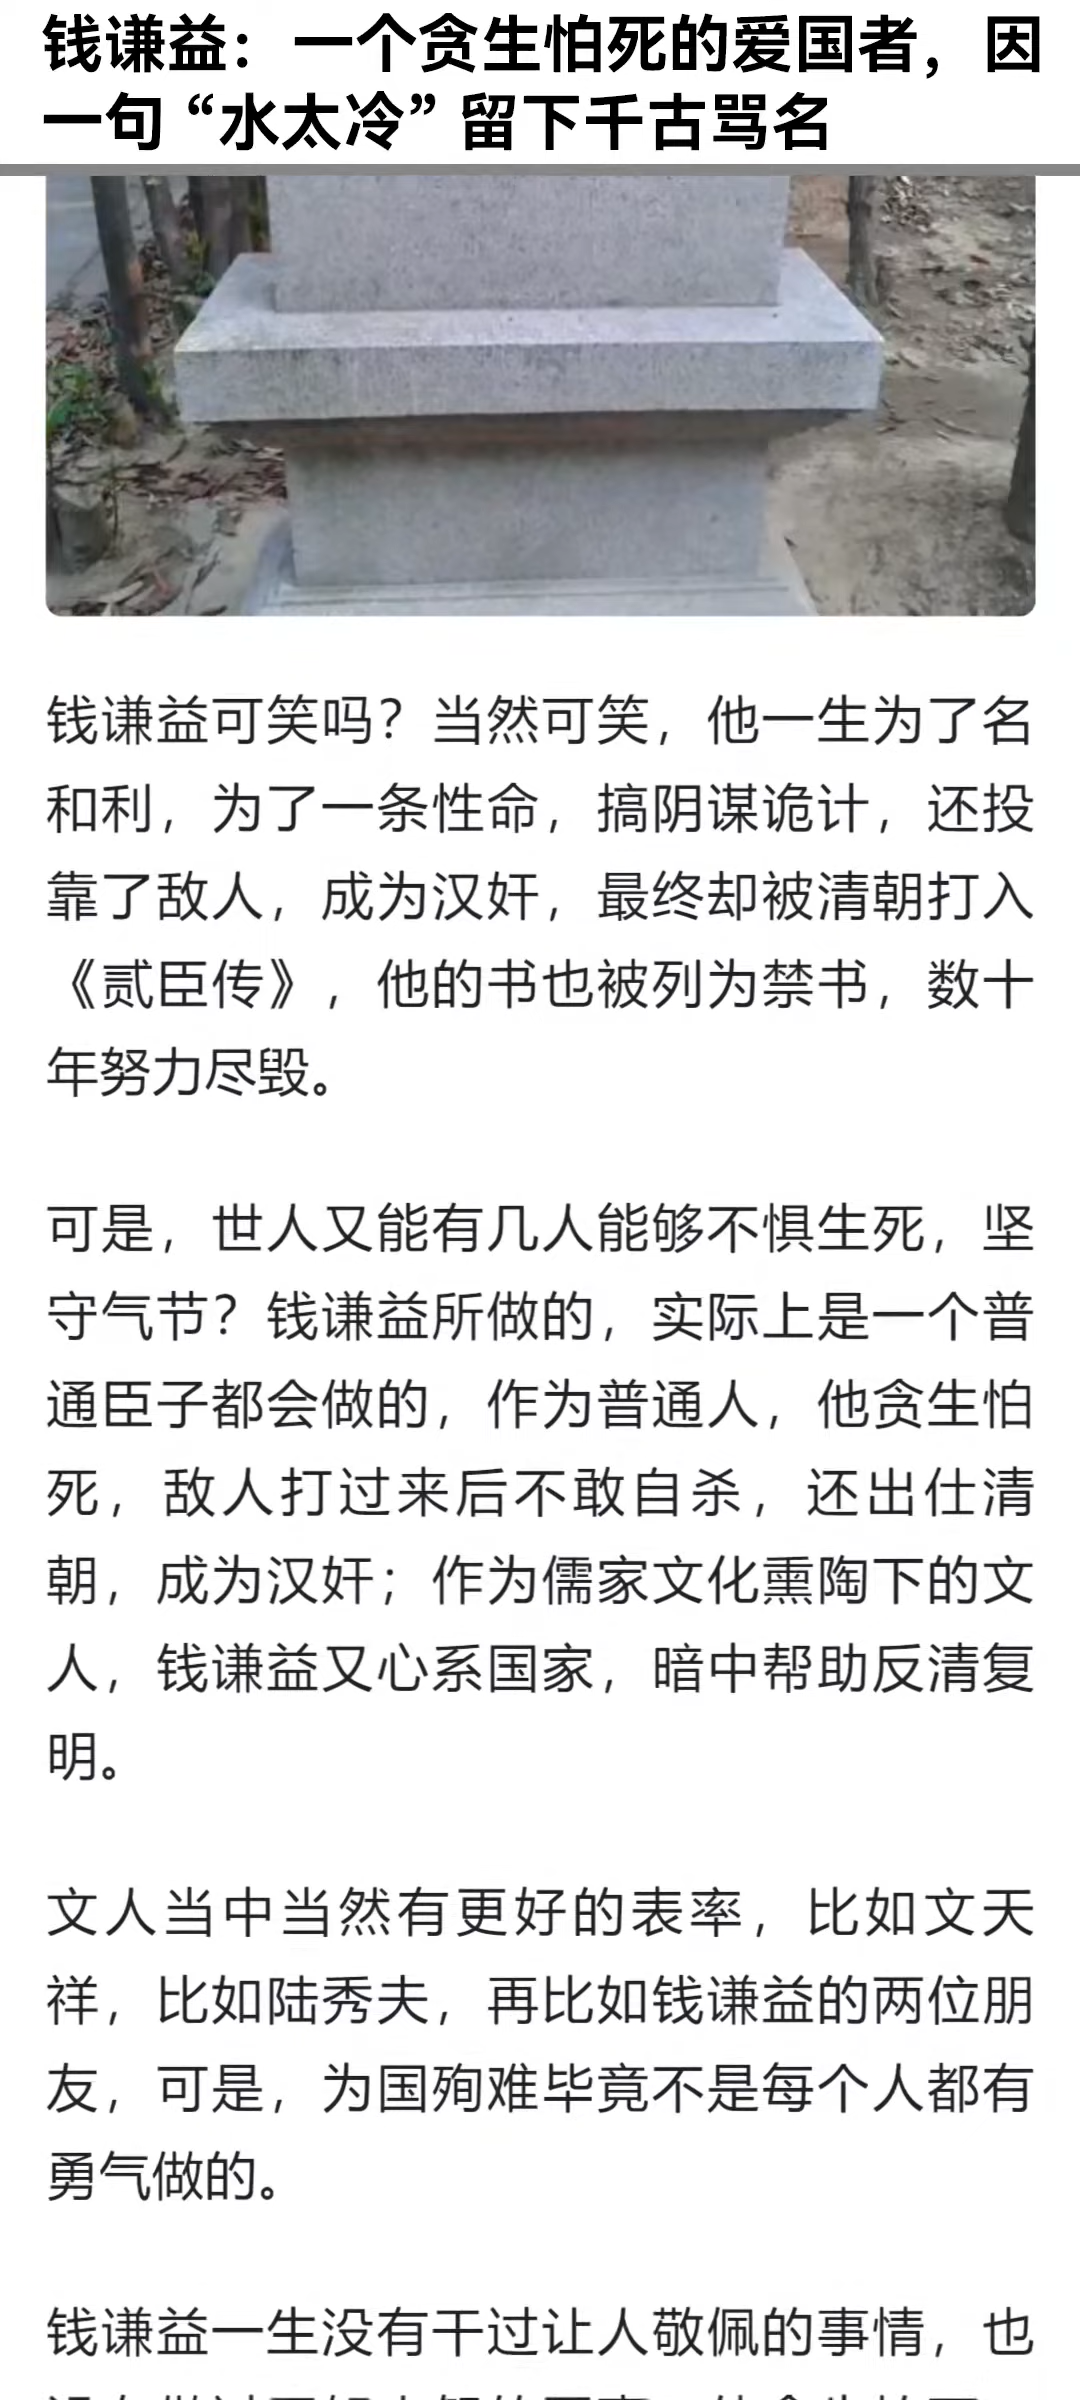 钱谦益：一个贪生怕死的爱国者，因
一句“水太冷”留下千古骂名
钱谦益可笑吗？当然可笑，他一生为了名
和利，为了一条性命，搞阴谋诡计，还投
靠了敌人，成为汉奸，最终却被清朝打入
《贰臣传》，他的书也被列为禁书，数十
年努力尽毁。
可是，世人又能有几人能够不惧生死，坚
守气节？钱谦益所做的，实际上是一个普
通臣子都会做的，作为普通人，他贪生怕
死，敌人打过来后不敢自杀，还出仕清
朝，成为汉奸；作为儒家文化熏陶下的文
人，钱谦益又心系国家，暗中帮助反清复
明。
文人当中当然有更好的表率，比如文天
祥，比如陆秀夫，再比如钱谦益的两位朋
友，可是，为国殉难毕竟不是每个人都有
勇气做的。
钱谦益一生没有干过让人敬佩的事情，也